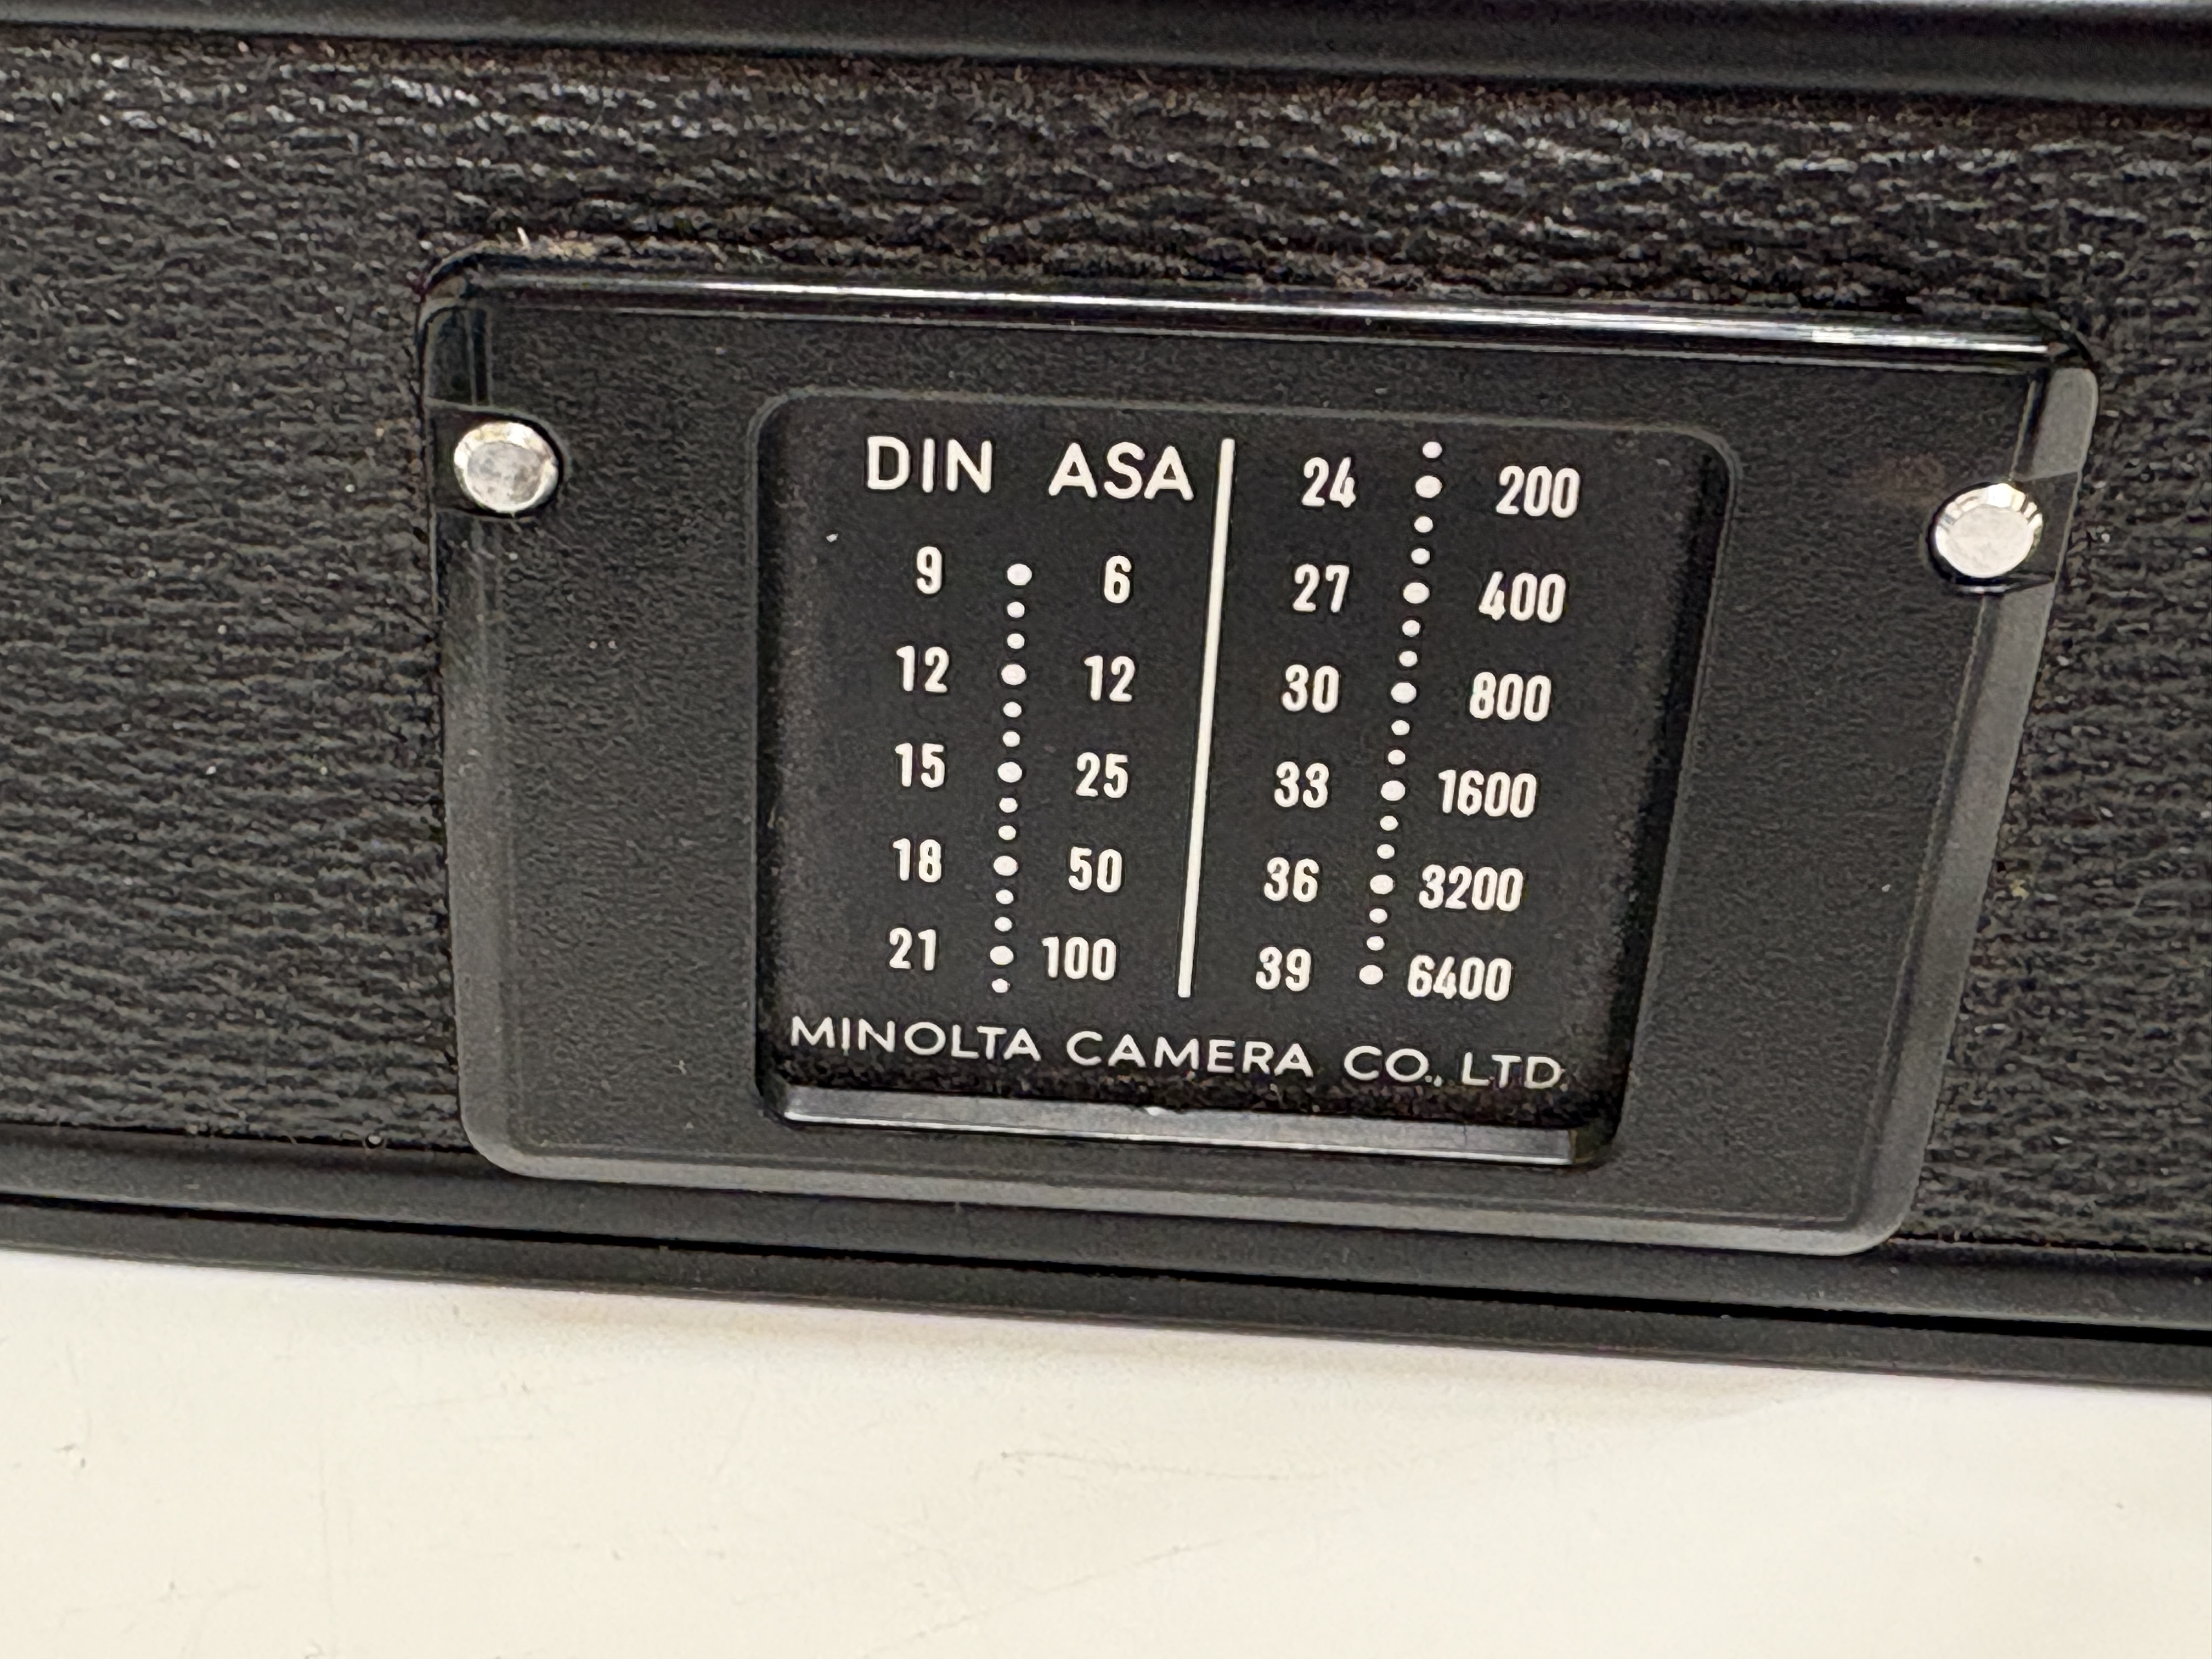 DIN ASA 24 200
9 6 27 400
12 12 30 800
15 25 33 1600
18 50 36 3200
21 100 39 6400
MINOLTA CAMERA CO., LTD.